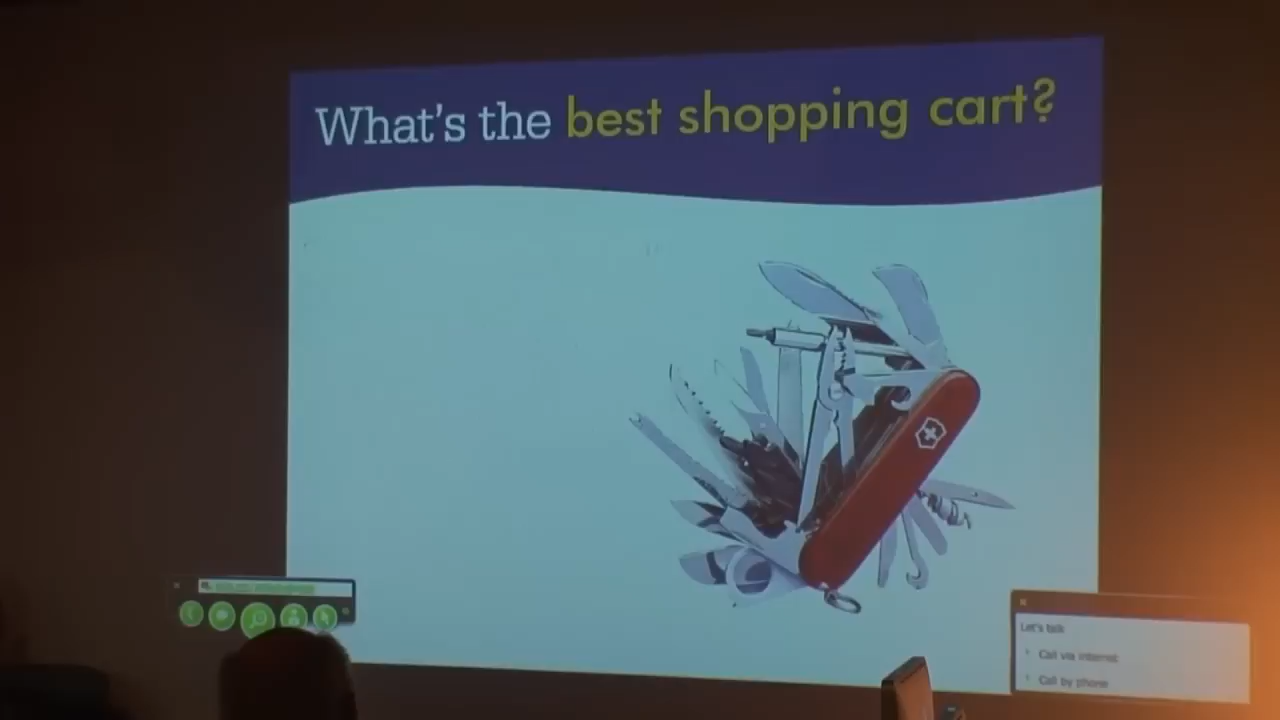 What's the best shopping cart?
Let's talk
Call via internet
Call by phone